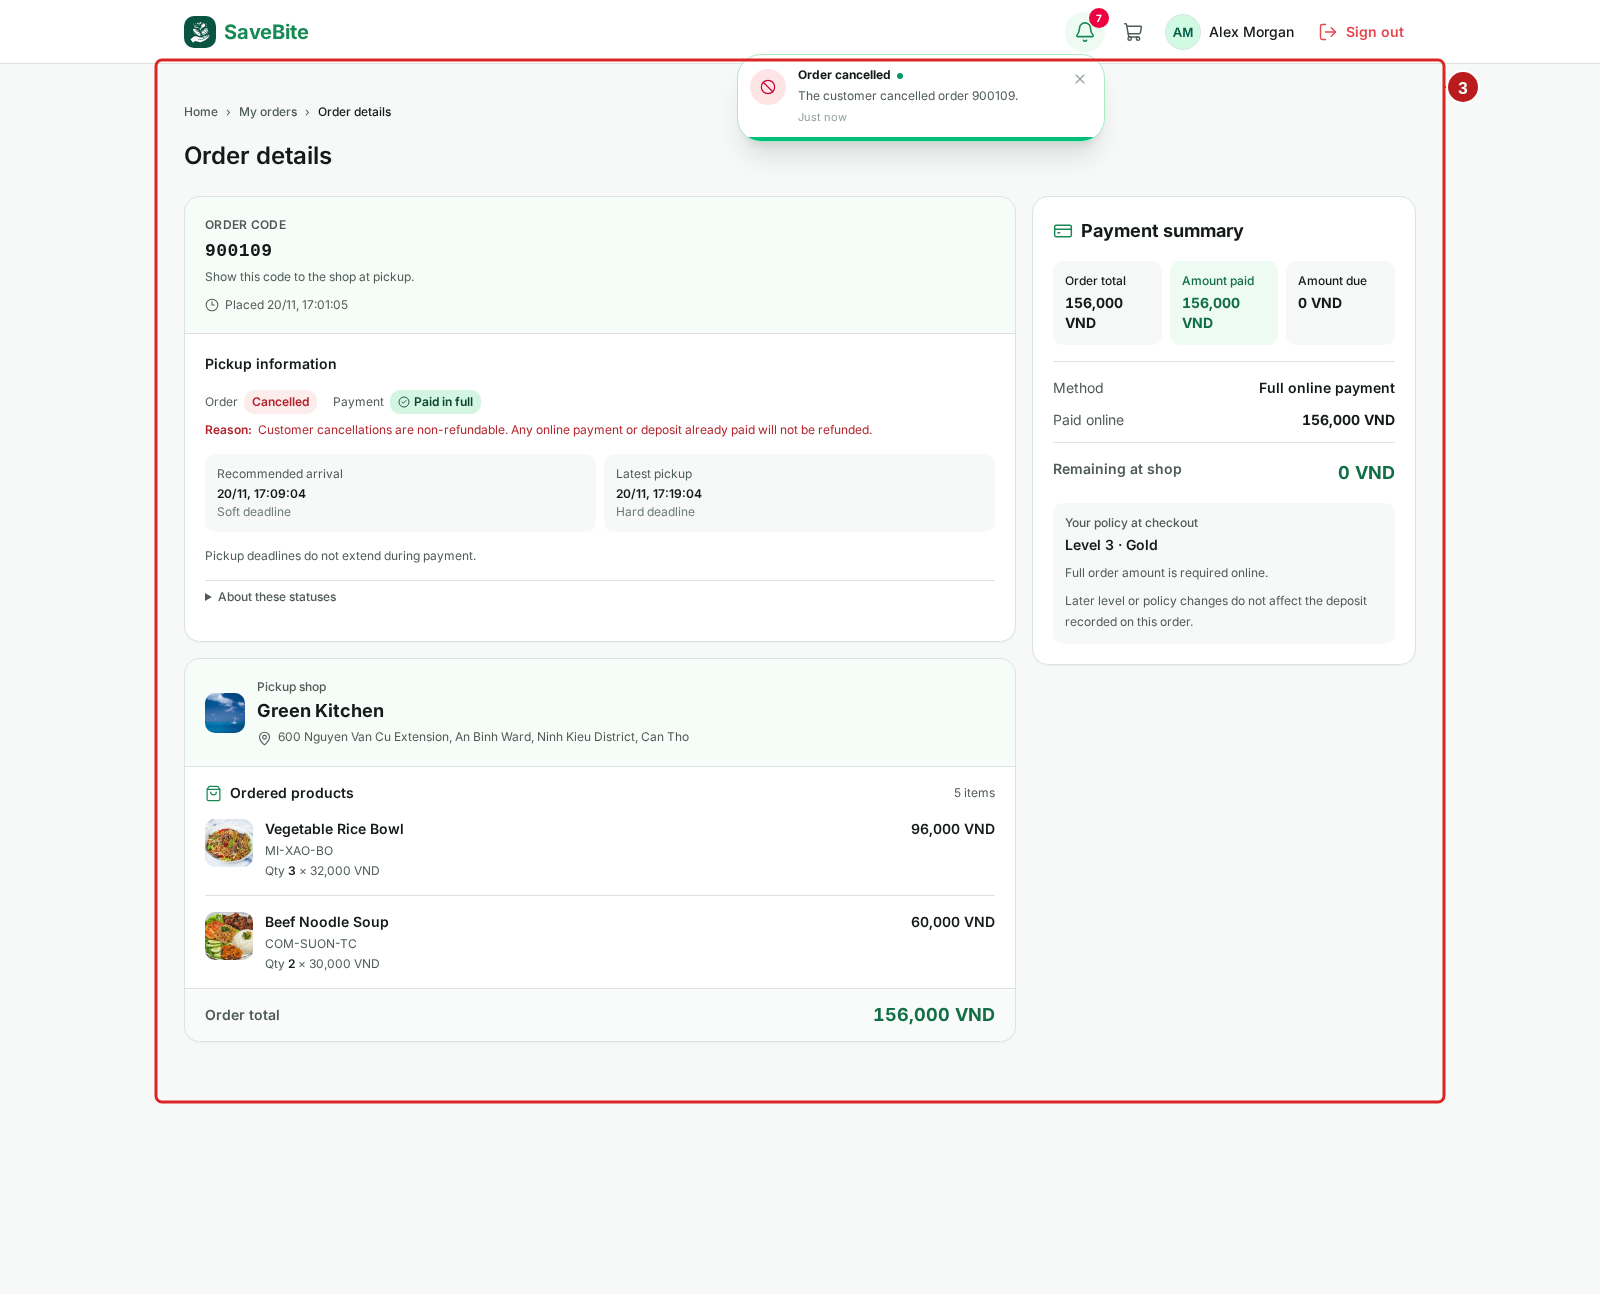 SaveBite
7
AM
Alex Morgan
Sign out
Order cancelled
The customer cancelled order 900109.
Just now
3
Home › My orders › Order details
Order details
ORDER CODE
900109
Show this code to the shop at pickup.
Placed 20/11, 17:01:05
Pickup information
Order Cancelled Payment Paid in full
Reason: Customer cancellations are non-refundable. Any online payment or deposit already paid will not be refunded.
Recommended arrival
20/11, 17:09:04
Soft deadline
Latest pickup
20/11, 17:19:04
Hard deadline
Pickup deadlines do not extend during payment.
About these statuses
Pickup shop
Green Kitchen
600 Nguyen Van Cu Extension, An Binh Ward, Ninh Kieu District, Can Tho
Ordered products
5 items
Vegetable Rice Bowl
96,000 VND
MI-XAO-BO
Qty 3 × 32,000 VND
Beef Noodle Soup
60,000 VND
COM-SUON-TC
Qty 2 × 30,000 VND
Order total
156,000 VND
Payment summary
Order total
156,000
VND
Amount paid
156,000
VND
Amount due
0 VND
Method
Full online payment
Paid online
156,000 VND
Remaining at shop
0 VND
Your policy at checkout
Level 3 · Gold
Full order amount is required online.
Later level or policy changes do not affect the deposit
recorded on this order.